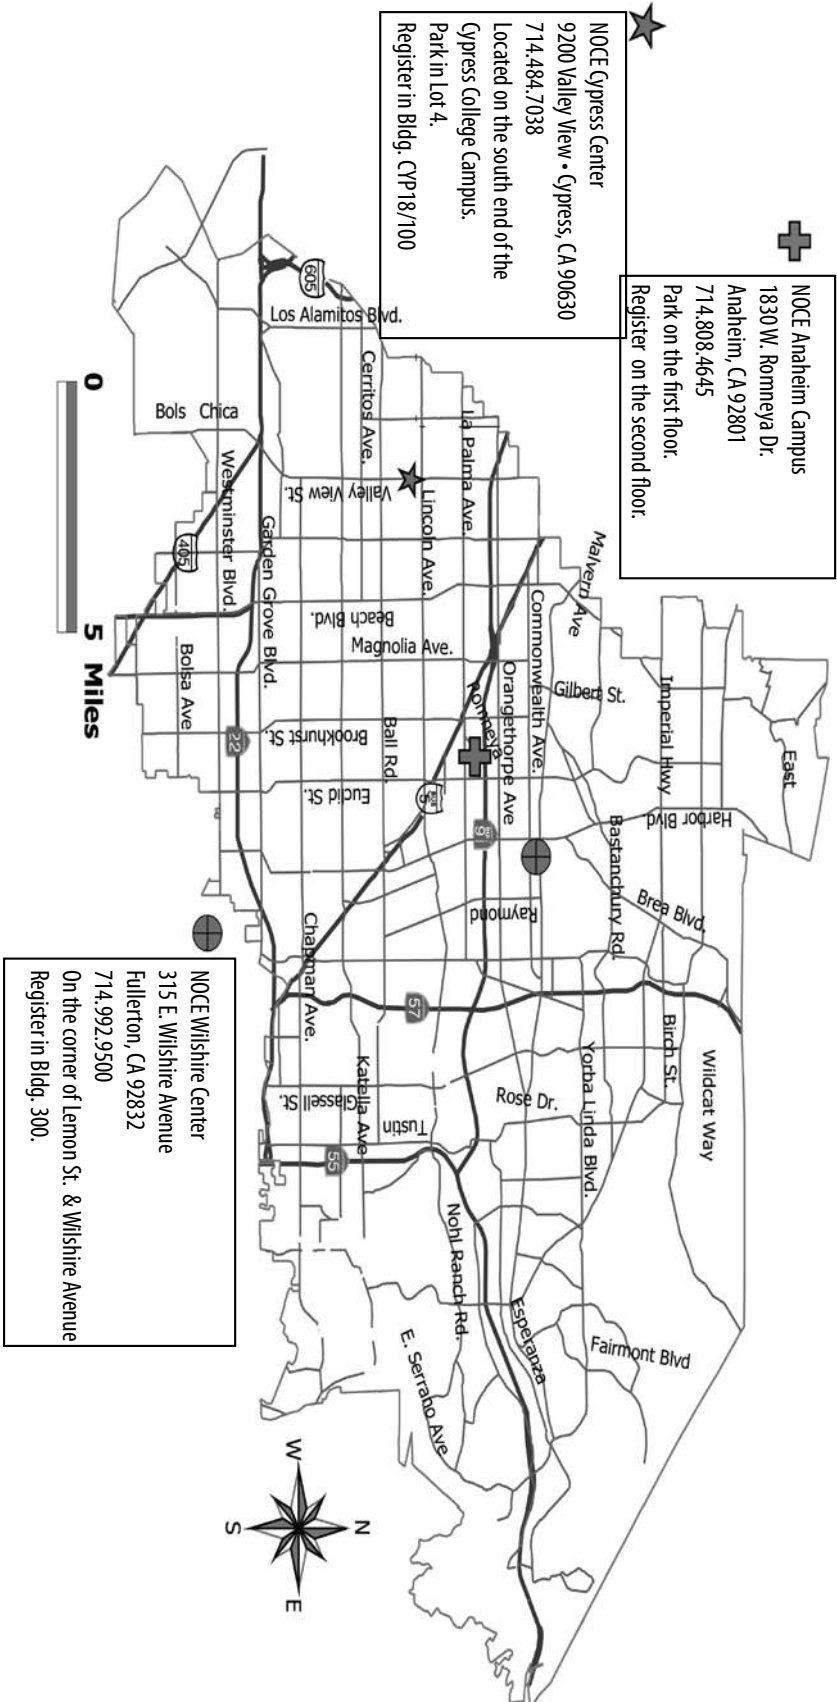 NOCE Anaheim Campus
1830 W. Romneya Dr.
Anaheim, CA 92801
714.808.4645
Park on the first floor.
Register on the second floor.
NOCE Cypress Center
9200 Valley View • Cypress, CA 90630
714.484.7038
Located on the south end of the
Cypress College Campus.
Park in Lot 4.
Register in Bldg. CYP18/100
NOCE Wilshire Center
315 E. Wilshire Avenue
Fullerton, CA 92832
714.992.9500
On the corner of Lemon St. & Wilshire Avenue
Register in Bldg. 300.
East
Imperial Hwy
Harbor Blvd.
Wildcat Way
Birch St.
Brea Blvd.
Bastanchury Rd.
Malvern Ave
Gilbert St.
Yorba Linda Blvd.
Fairmont Blvd
Commonwealth Ave.
Orangethorpe Ave
Rose Dr.
Esperanza
Raymond
La Palma Ave.
Romneya
91
Nohl Ranch Rd.
Lincoln Ave.
5
57
Tustin
E. Serrano Ave
Valley View St.
Magnolia Ave.
Beach Blvd.
Ball Rd.
Cerritos Ave.
Katella Ave
Brookhurst St.
Euclid St.
55
Glassell St.
Los Alamitos Blvd.
605
Chapman Ave.
Garden Grove Blvd.
Westminster Blvd.
22
Bols Chica
405
Bolsa Ave
0
5 Miles
N
W
E
S